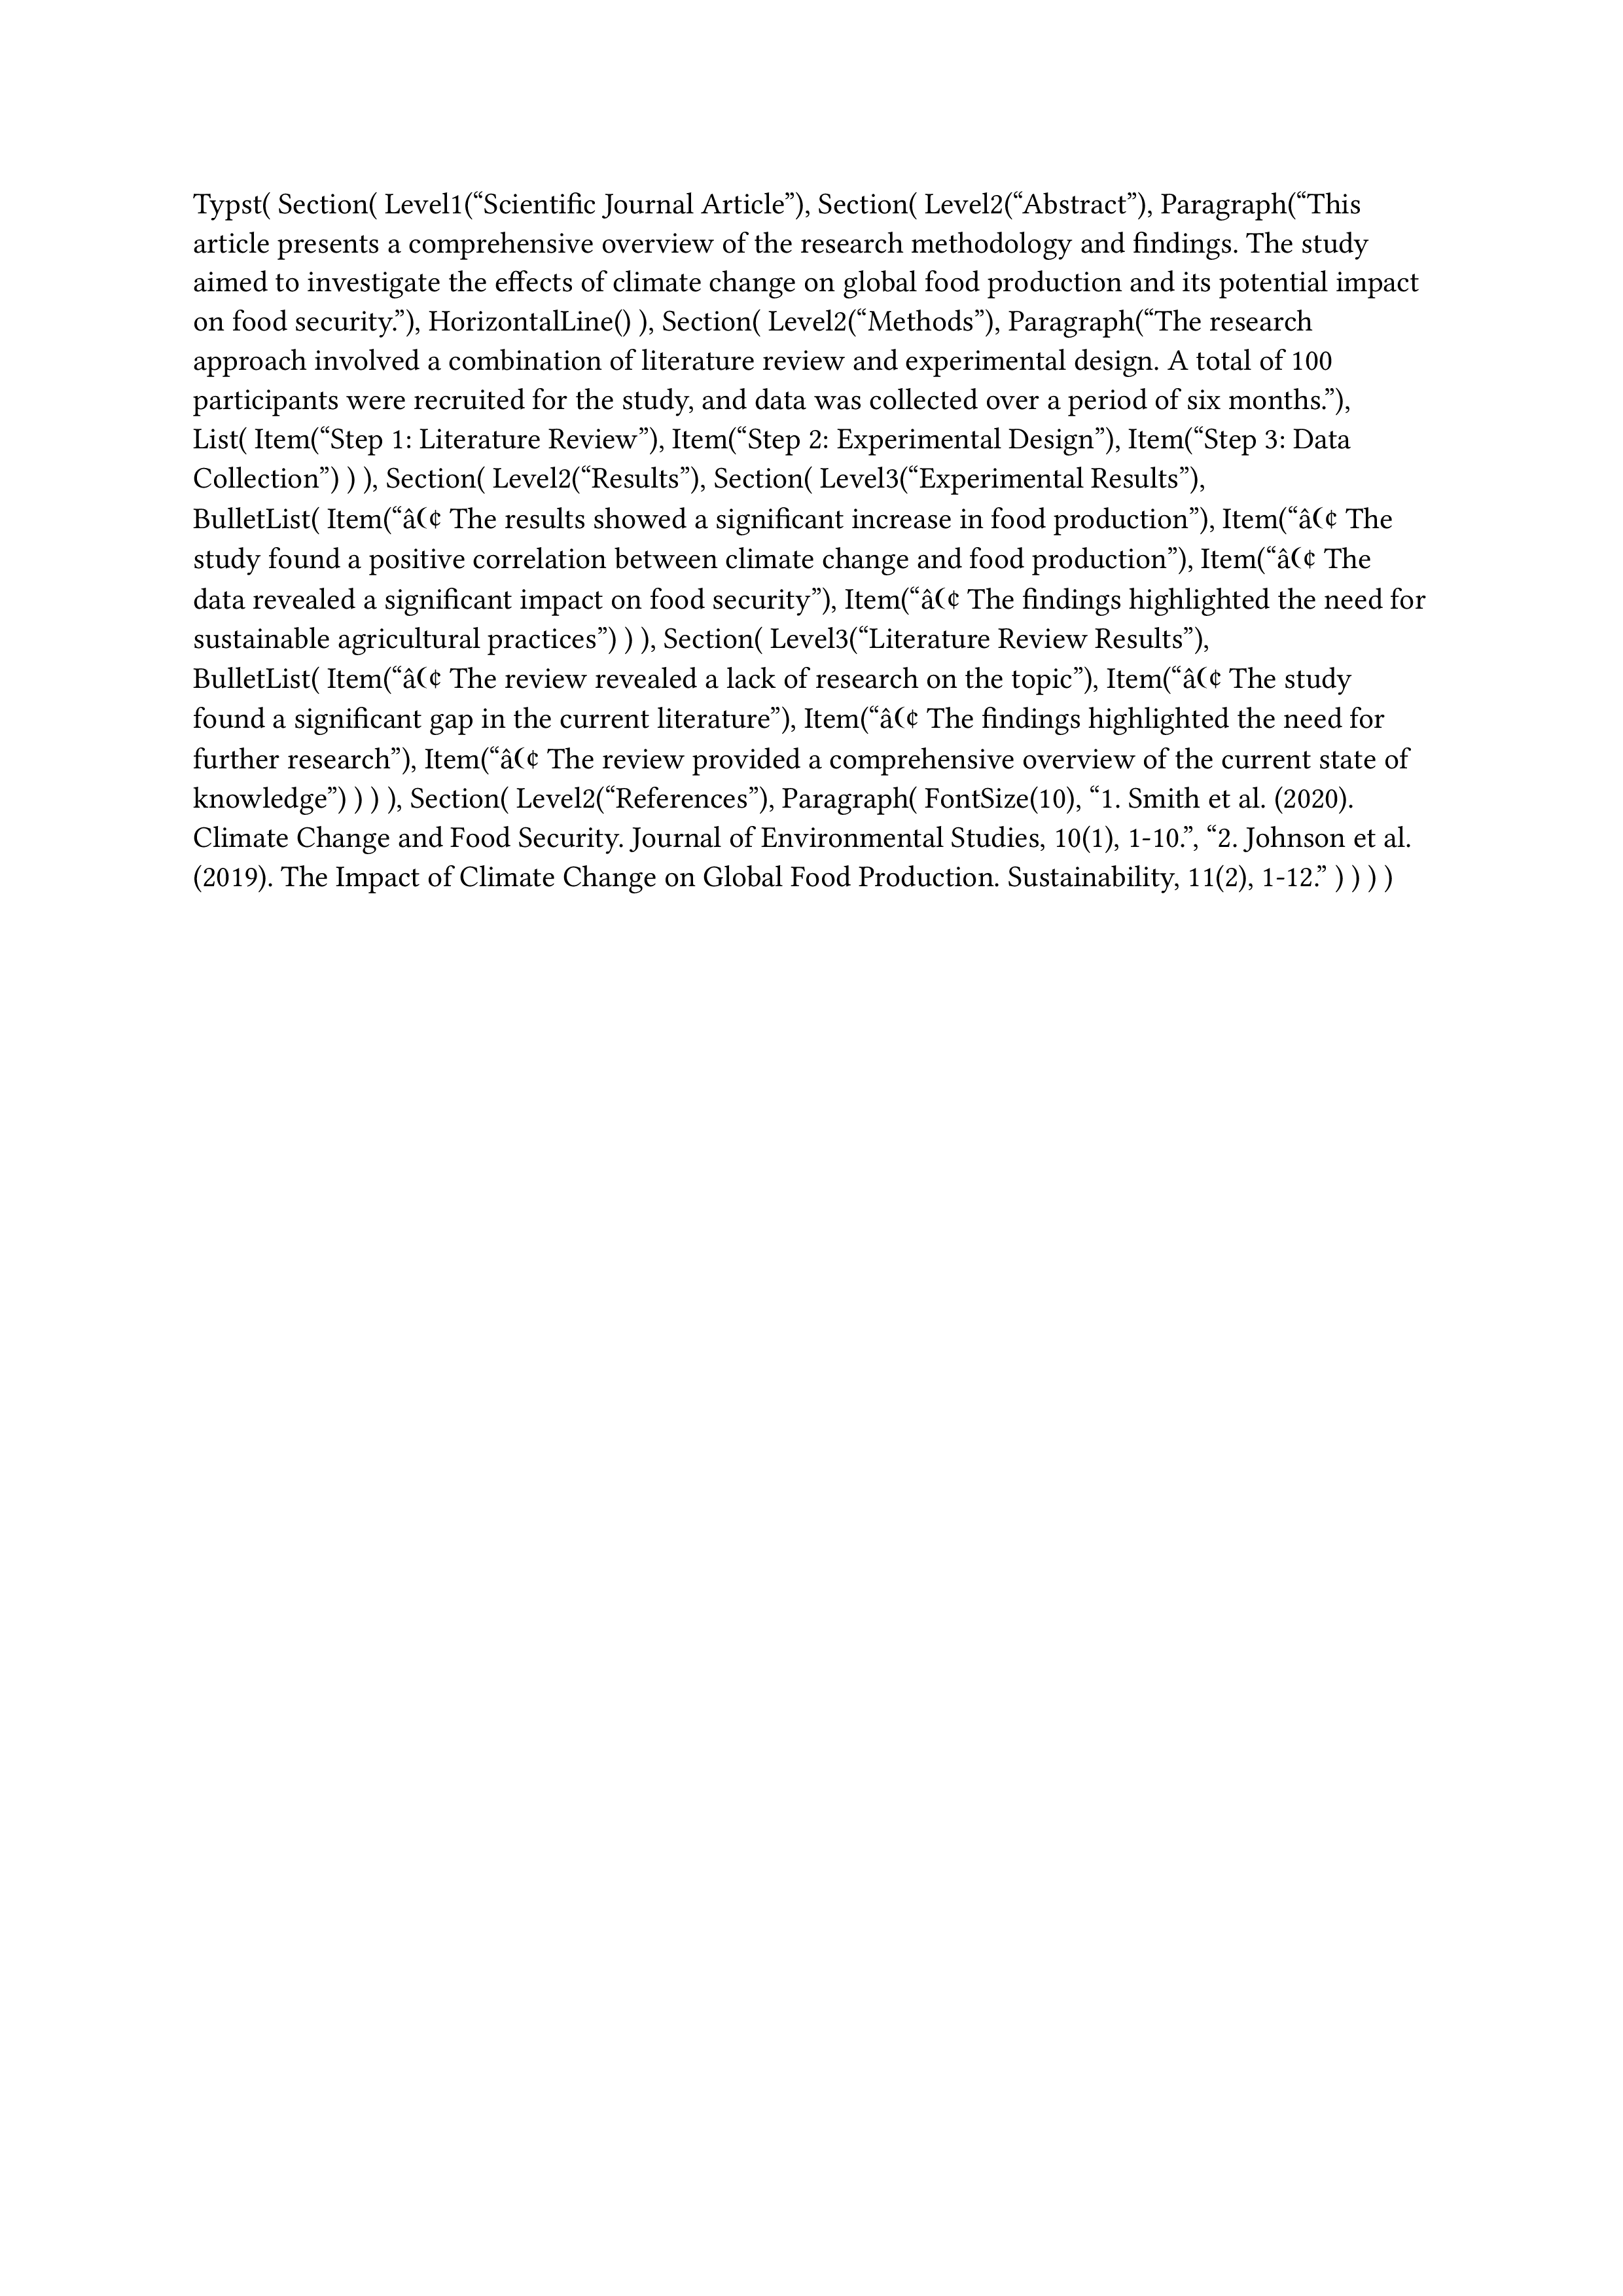 Typst( Section( Level1(“Scientific Journal Article”), Section( Level2(“Abstract”), Paragraph(“This
article presents a comprehensive overview of the research methodology and findings. The study
aimed to investigate the effects of climate change on global food production and its potential impact
on food security.”), HorizontalLine() ), Section( Level2(“Methods”), Paragraph(“The research
approach involved a combination of literature review and experimental design. A total of 100
participants were recruited for the study, and data was collected over a period of six months.”),
List( Item(“Step 1: Literature Review”), Item(“Step 2: Experimental Design”), Item(“Step 3: Data
Collection”) ) ), Section( Level2(“Results”), Section( Level3(“Experimental Results”),
BulletList( Item(“â(¢ The results showed a significant increase in food production”), Item(“â(¢ The
study found a positive correlation between climate change and food production”), Item(“â(¢ The
data revealed a significant impact on food security”), Item(“â(¢ The findings highlighted the need for
sustainable agricultural practices”) ) ), Section( Level3(“Literature Review Results”),
BulletList( Item(“â(¢ The review revealed a lack of research on the topic”), Item(“â(¢ The study
found a significant gap in the current literature”), Item(“â(¢ The findings highlighted the need for
further research”), Item(“â(¢ The review provided a comprehensive overview of the current state of
knowledge”) ) ) ), Section( Level2(“References”), Paragraph( FontSize(10), “1. Smith et al. (2020).
Climate Change and Food Security. Journal of Environmental Studies, 10(1), 1-10.”, “2. Johnson et al.
(2019). The Impact of Climate Change on Global Food Production. Sustainability, 11(2), 1-12.” ) ) ) )